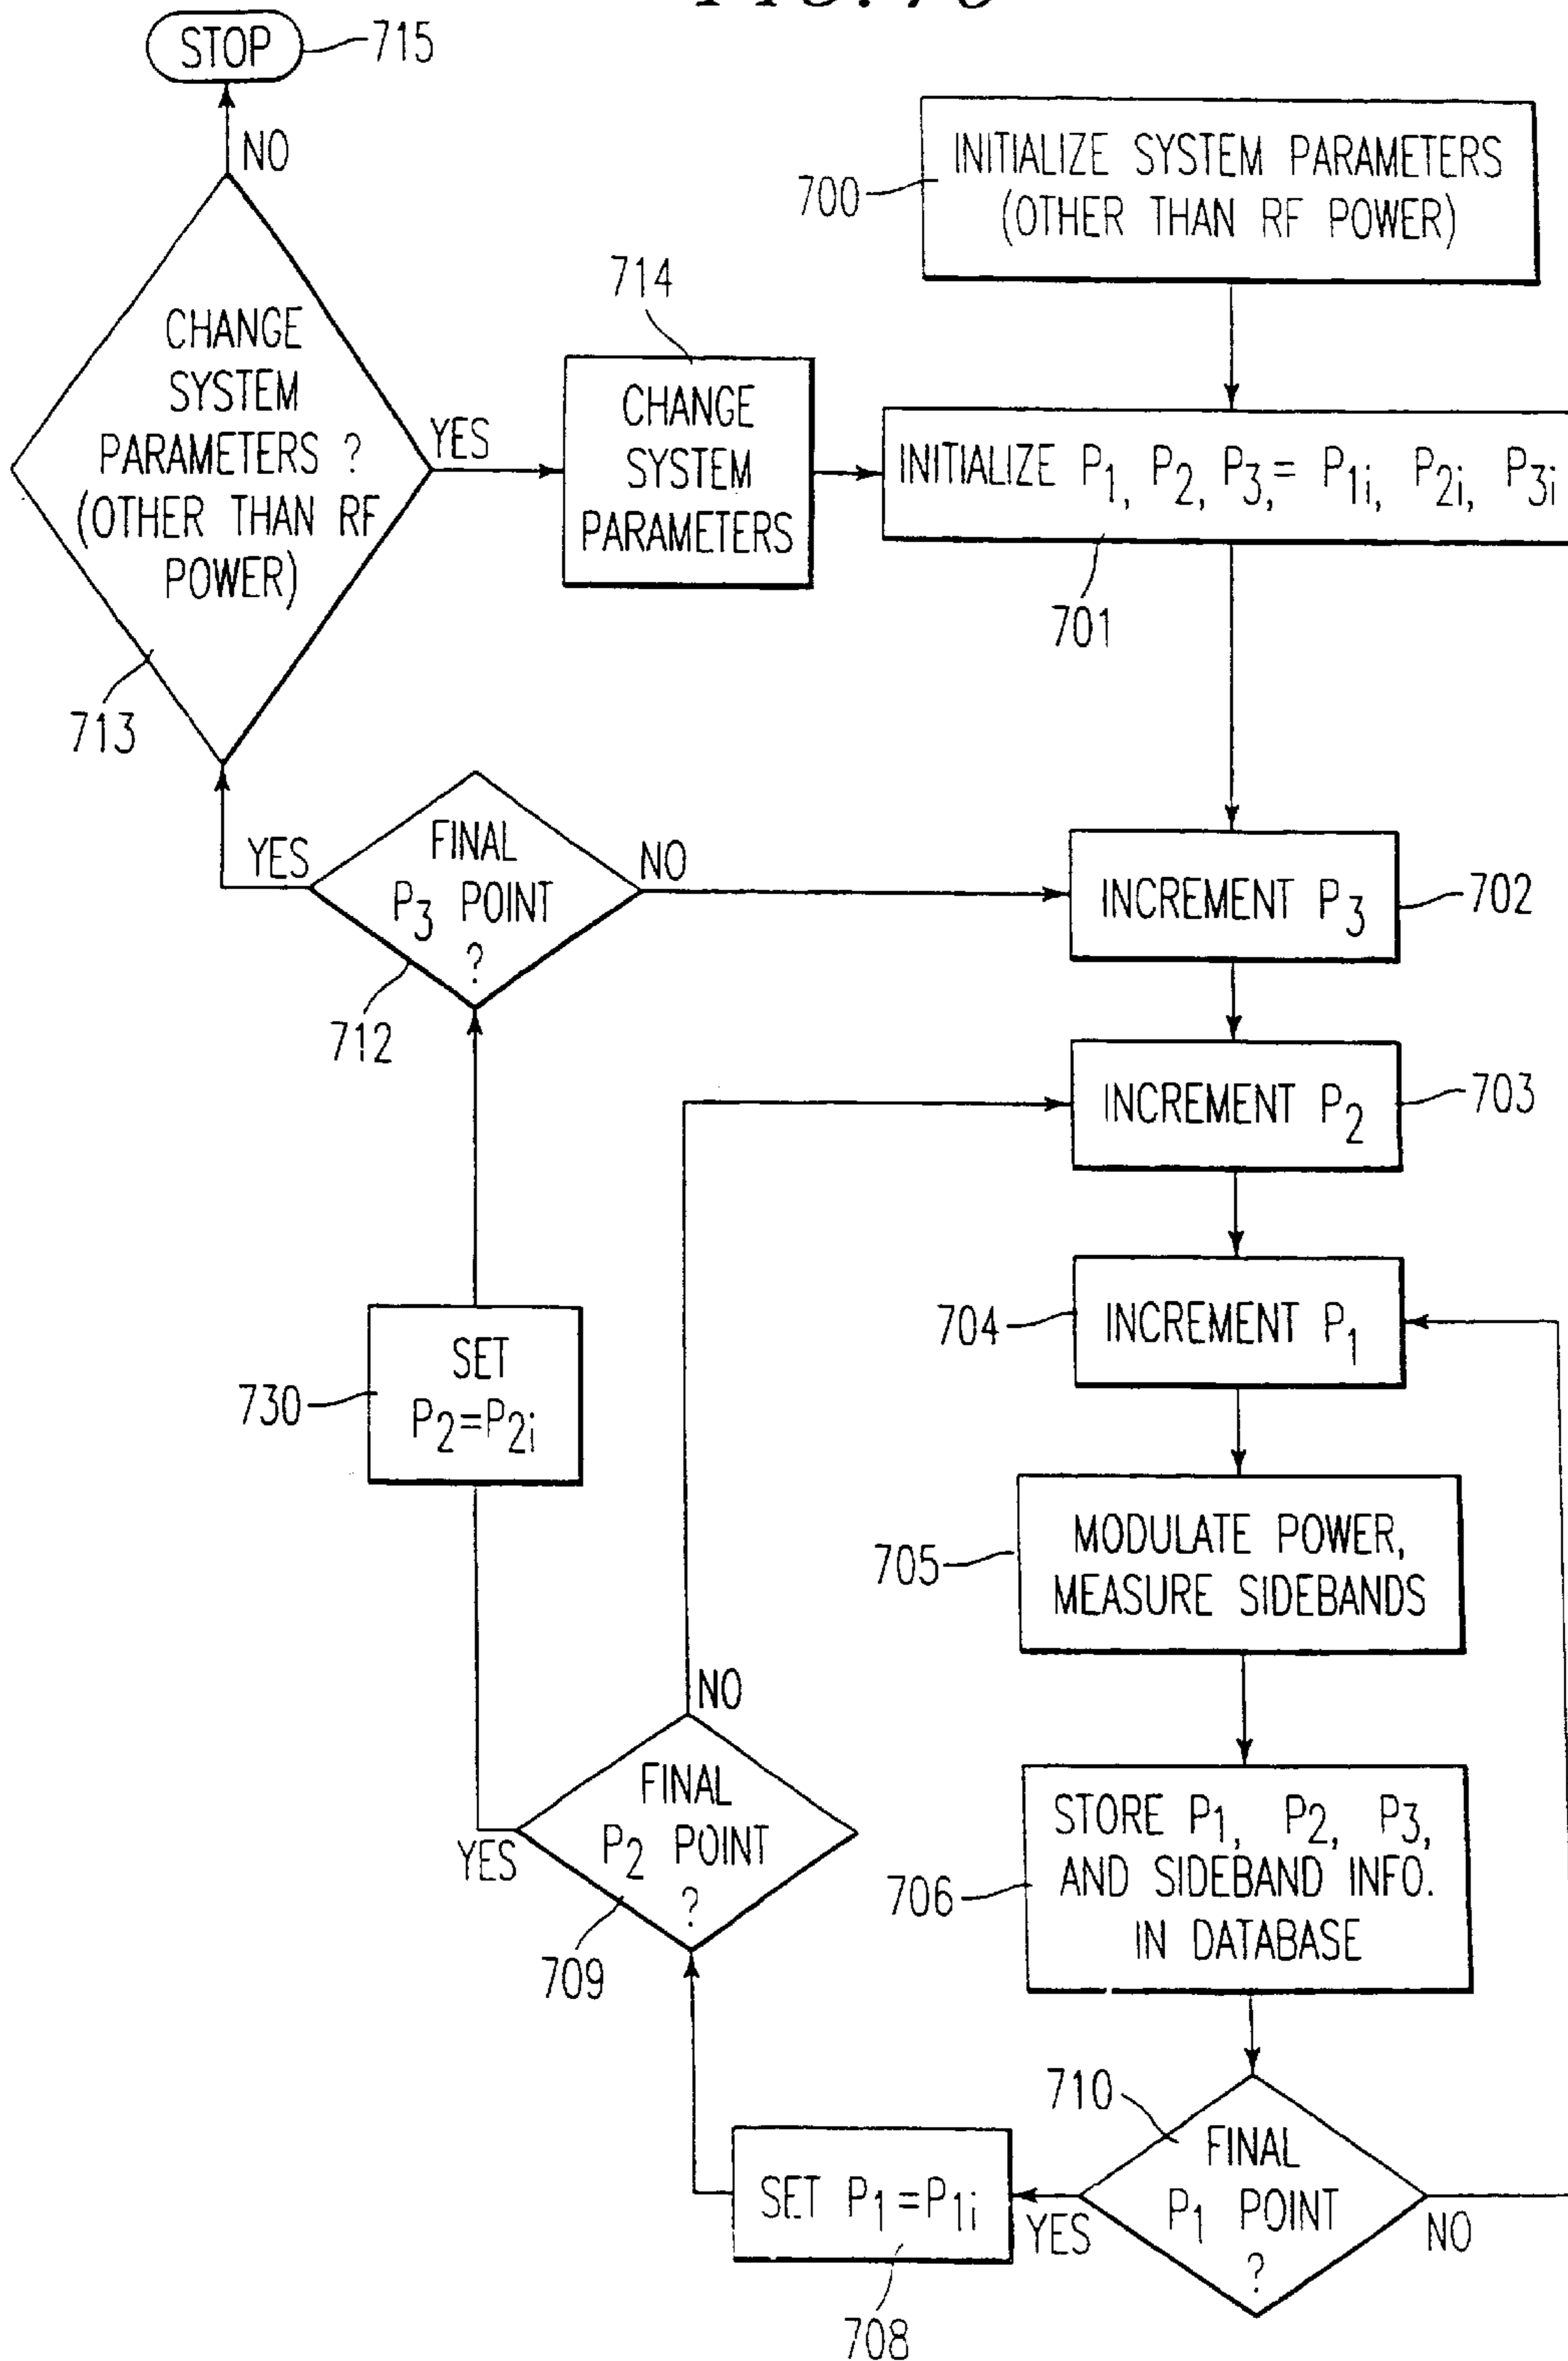 STOP
715
NO
INITIALIZE SYSTEM PARAMETERS
(OTHER THAN RF POWER)
700
CHANGE
SYSTEM
PARAMETERS ?
(OTHER THAN RF
POWER)
713
YES
714
CHANGE
SYSTEM
PARAMETERS
INITIALIZE P1, P2, P3,= P1i, P2i, P3i
701
YES
FINAL
P3 POINT
?
712
NO
INCREMENT P3
702
INCREMENT P2
703
INCREMENT P1
704
730
SET
P2=P2i
MODULATE POWER,
MEASURE SIDEBANDS
705
NO
FINAL
P2 POINT
?
YES
709
STORE P1, P2, P3,
AND SIDEBAND INFO.
IN DATABASE
706
710
FINAL
P1 POINT
?
NO
YES
SET P1=P1i
708